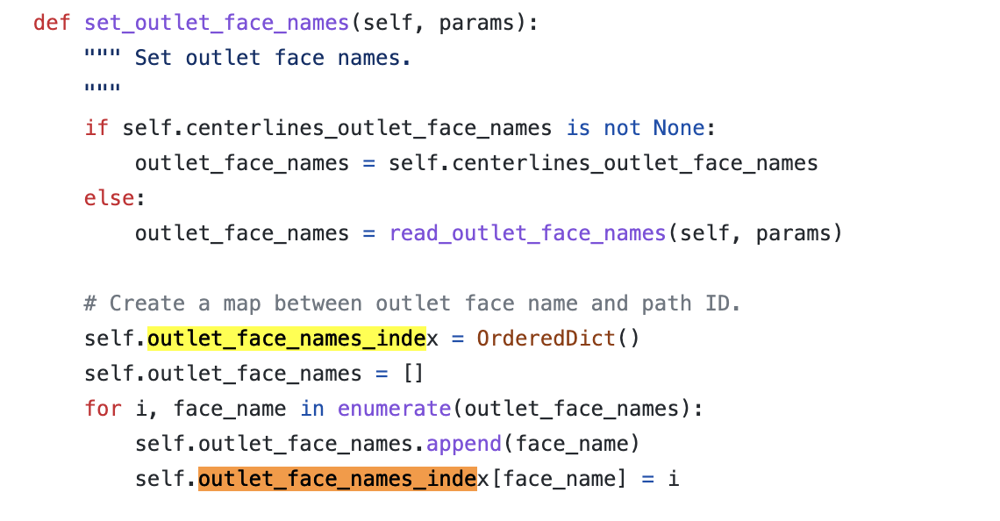 def set_outlet_face_names(self, params):
    """ Set outlet face names.
    """
    if self.centerlines_outlet_face_names is not None:
        outlet_face_names = self.centerlines_outlet_face_names
    else:
        outlet_face_names = read_outlet_face_names(self, params)

    # Create a map between outlet face name and path ID.
    self.outlet_face_names_index = OrderedDict()
    self.outlet_face_names = []
    for i, face_name in enumerate(outlet_face_names):
        self.outlet_face_names.append(face_name)
        self.outlet_face_names_index[face_name] = i